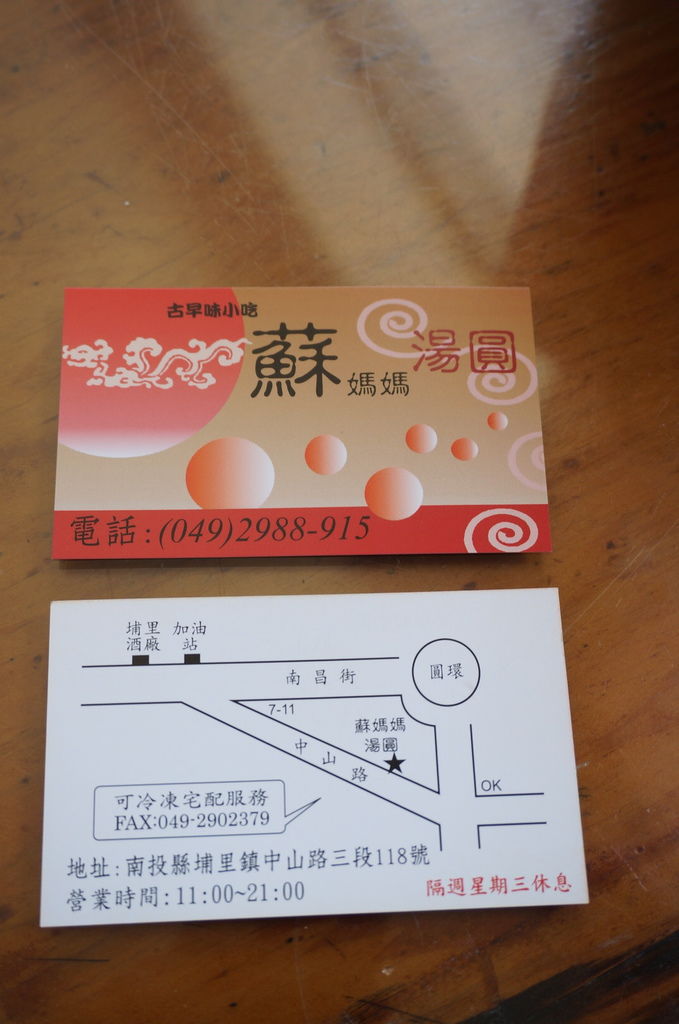 古早味小吃
蘇媽媽湯圓
電話:(049)2988-915
埔里酒廠
加油站
南昌街
圓環
7-11
蘇媽媽
湯圓
中山路
OK
可冷凍宅配服務
FAX:049-2902379
地址:南投縣埔里鎮中山路三段118號
營業時間:11:00~21:00
隔週星期三休息